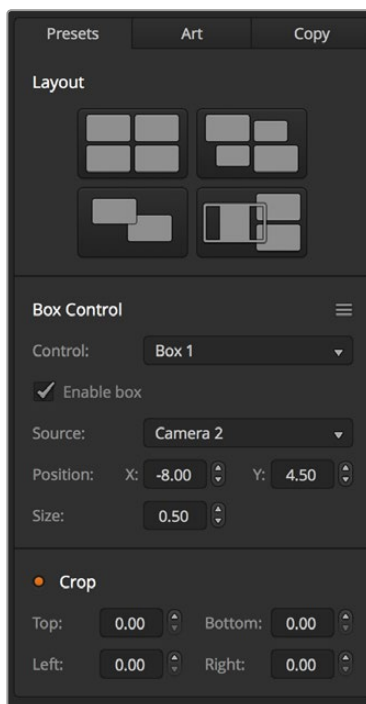 Presets Art Copy
Layout
Box Control
Control: Box 1
Enable box
Source: Camera 2
Position: X: -8.00 Y: 4.50
Size: 0.50
Crop
Top: 0.00 Bottom: 0.00
Left: 0.00 Right: 0.00